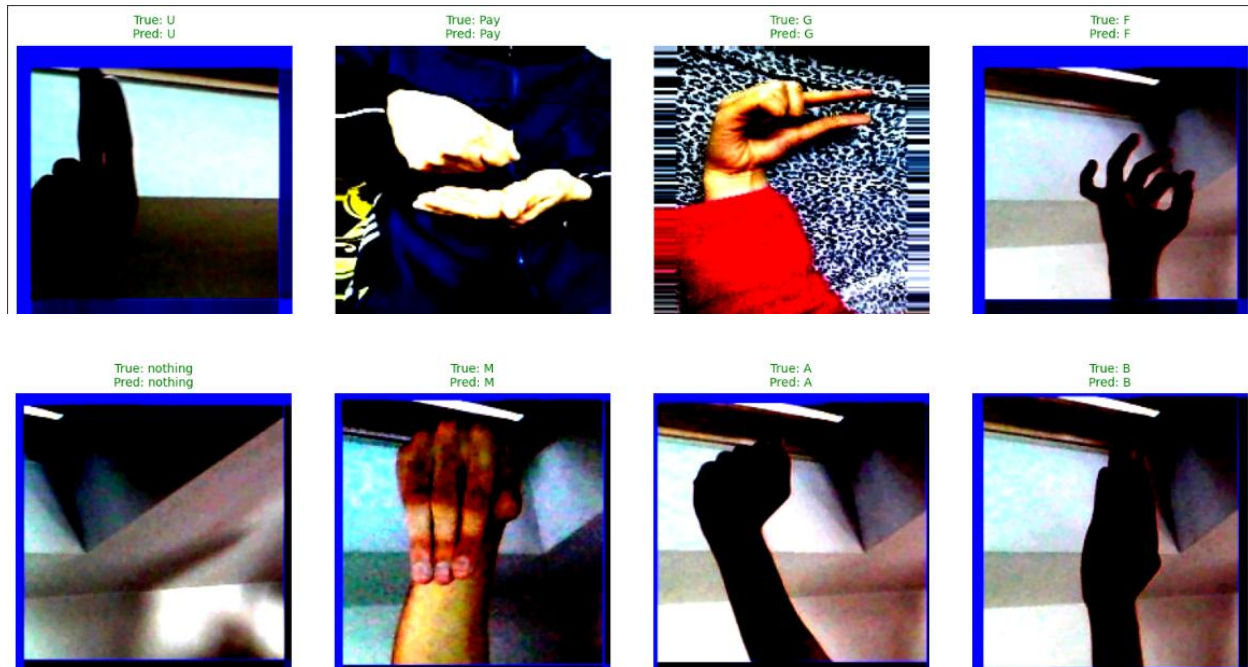 True: U
Pred: U
True: Pay
Pred: Pay
True: G
Pred: G
True: F
Pred: F
True: nothing
Pred: nothing
True: M
Pred: M
True: A
Pred: A
True: B
Pred: B